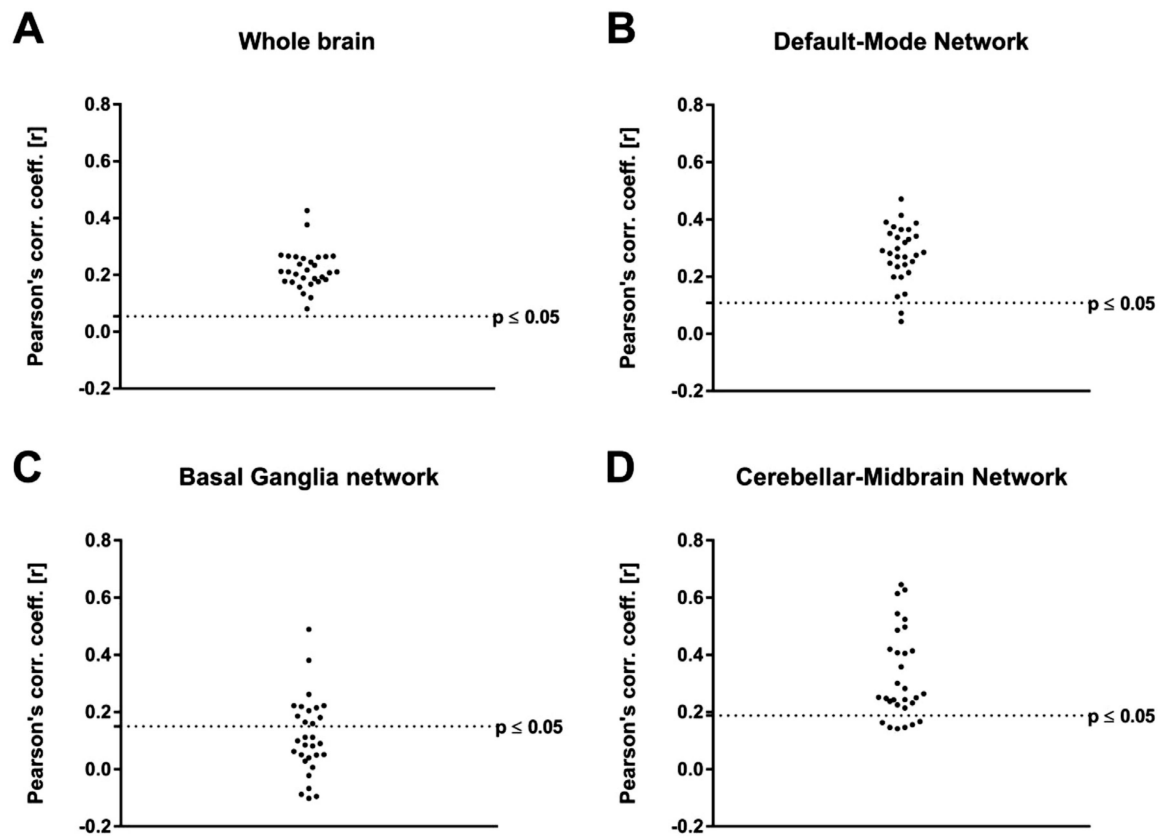 A
Whole brain
Pearson's corr. coeff. [r]
0.8
0.6
0.4
0.2
0.0
-0.2
p ≤ 0.05
B
Default-Mode Network
Pearson's corr. coeff. [r]
0.8
0.6
0.4
0.2
0.0
-0.2
p ≤ 0.05
C
Basal Ganglia network
Pearson's corr. coeff. [r]
0.8
0.6
0.4
0.2
0.0
-0.2
p ≤ 0.05
D
Cerebellar-Midbrain Network
Pearson's corr. coeff. [r]
0.8
0.6
0.4
0.2
0.0
-0.2
p ≤ 0.05